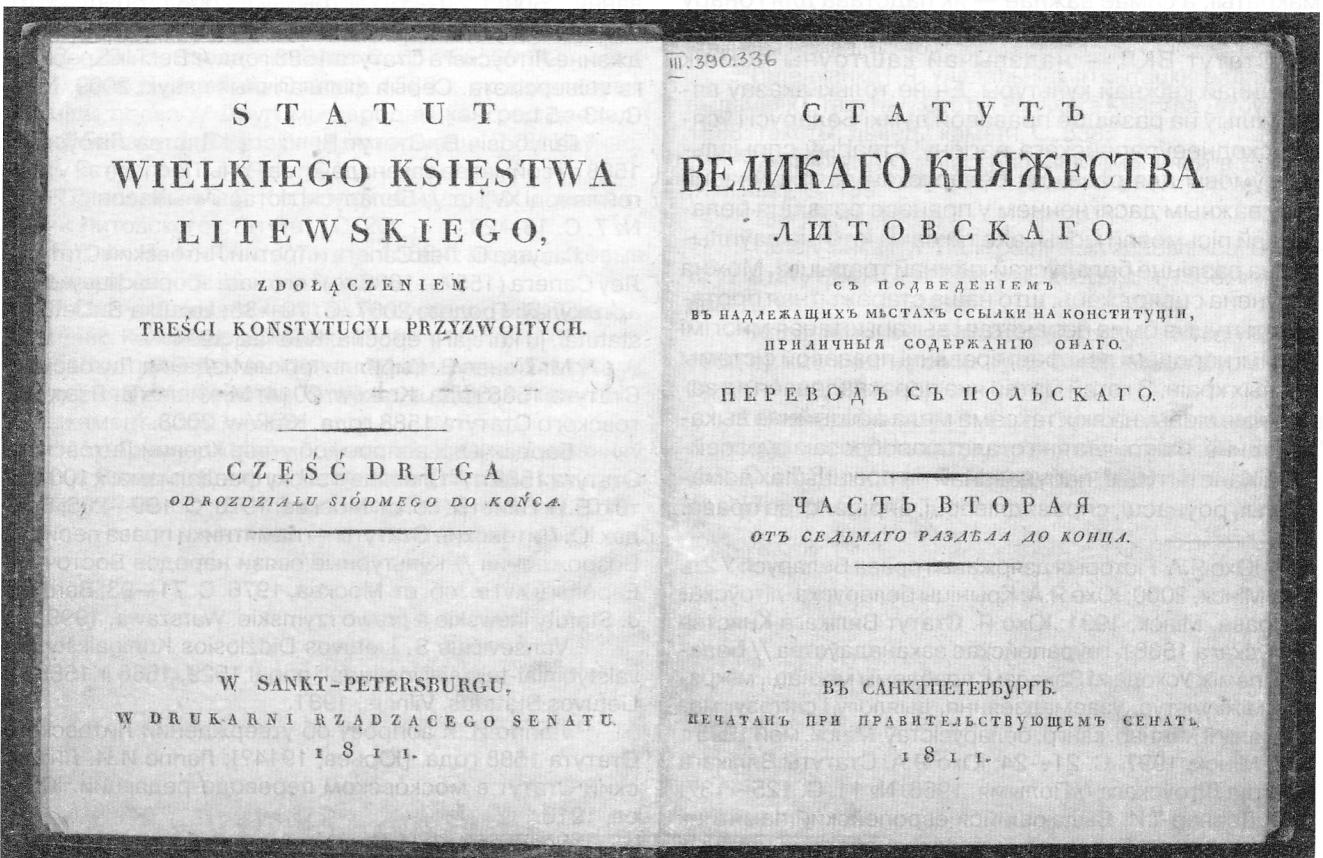 STATUT
WIELKIEGO KSIĘSTWA
LITEWSKIEGO,
Z DOŁĄCZENIEM
TREŚCI KONSTYTUCYI PRZYZWOITYCH.
CZĘSC DRUGA
OD ROZDZIAŁU SIÓDMEGO DO KOŃCA.
W SANKT-PETERSBURGU,
W DRUKARNI RZADZĄCEGO SENATU.
1811.
III.390.336
СТАТУТЪ
ВЕЛИКАГО КНЯЖЕСТВА
ЛИТОВСКАГО
СЪ ПОДВЕДЕНІЕМЪ
ВЪ НАДЛЕЖАЩИХЪ МѢСТАХЪ ССЫЛКИ НА КОНСТИТУЦІИ,
ПРИЛИЧНЫЯ СОДЕРЖАНІЮ ОНАГО.
ПЕРЕВОДЪ СЪ ПОЛЬСКАГО.
ЧАСТЬ ВТОРАЯ
ОТЪ СЕДЬМАГО РАЗДѢЛА ДО КОНЦА.
ВЪ САНКТПЕТЕРБУРГѢ.
ПЕЧАТАНЪ ПРИ ПРАВИТЕЛЬСТВУЮЩЕМЪ СЕНАТѢ,
1811.